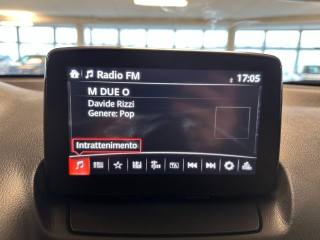 Radio FM
17:05
M DUE O
Davide Rizzi
Genere: Pop
Intrattenimento